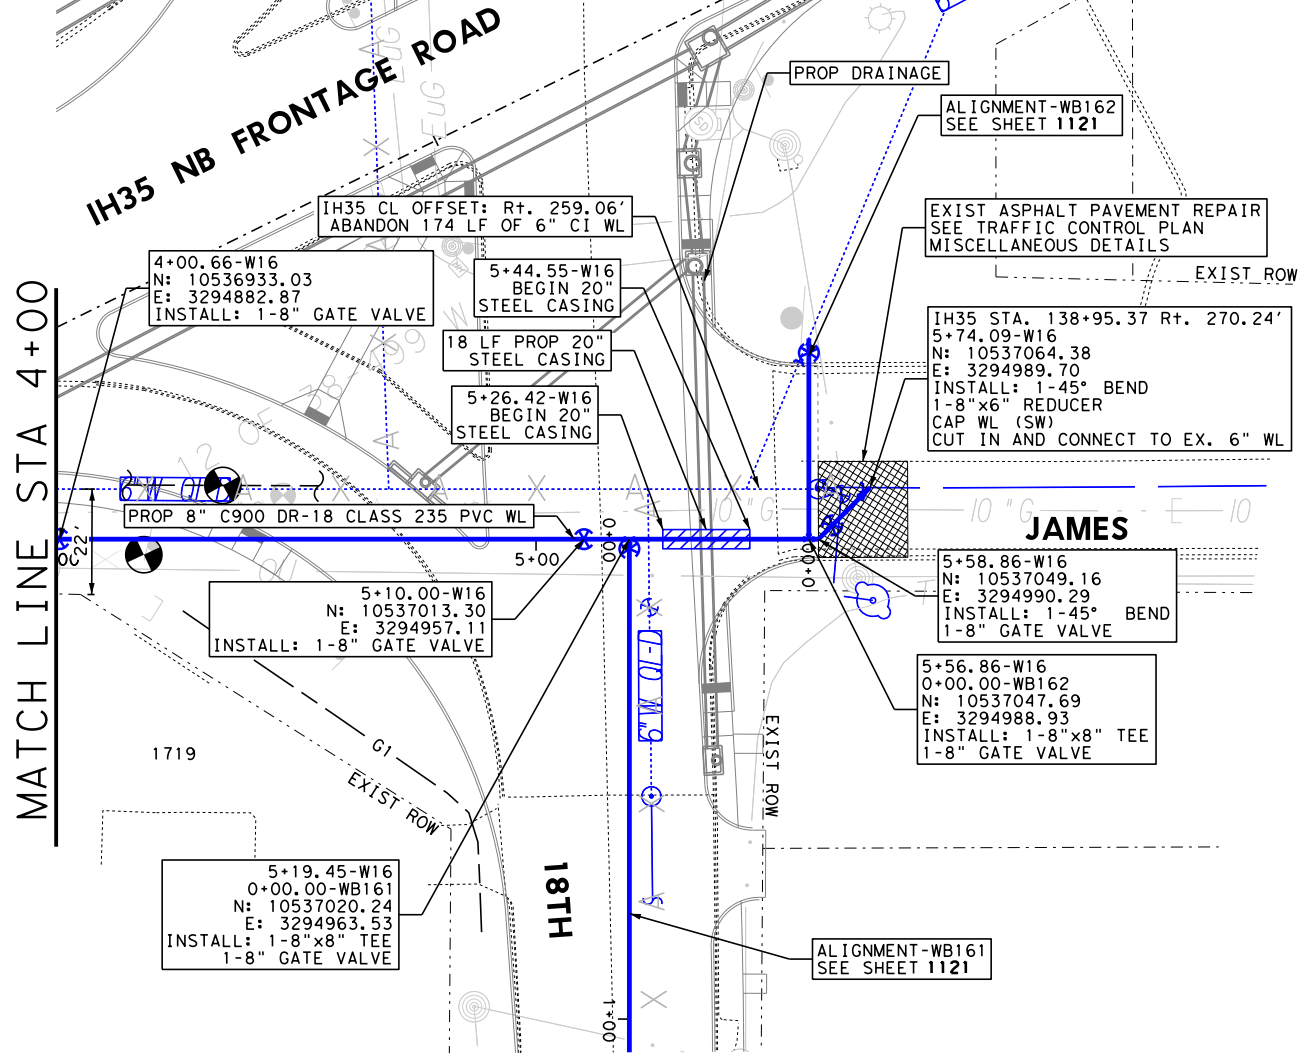 IH35 NB FRONTAGE ROAD
PROP DRAINAGE
ALIGNMENT-WB162
SEE SHEET 1121
IH35 CL OFFSET: Rt. 259.06'
ABANDON 174 LF OF 6" CI WL
EXIST ASPHALT PAVEMENT REPAIR
SEE TRAFFIC CONTROL PLAN
MISCELLANEOUS DETAILS
EXIST ROW
4+00.66-W16
N: 10536933.03
E: 3294882.87
INSTALL: 1-8" GATE VALVE
5+44.55-W16
BEGIN 20"
STEEL CASING
18 LF PROP 20"
STEEL CASING
5+26.42-W16
BEGIN 20"
STEEL CASING
IH35 STA. 138+95.37 Rt. 270.24'
5+74.09-W16
N: 10537064.38
E: 3294989.70
INSTALL: 1-45° BEND
1-8"x6" REDUCER
CAP WL (SW)
CUT IN AND CONNECT TO EX. 6" WL
MATCH LINE STA 4+00
PROP 8" C900 DR-18 CLASS 235 PVC WL
22'
5+00
0+00
0+00
10"G
10"G
E
10
JAMES
5+10.00-W16
N: 10537013.30
E: 3294957.11
INSTALL: 1-8" GATE VALVE
5+58.86-W16
N: 10537049.16
E: 3294990.29
INSTALL: 1-45° BEND
1-8" GATE VALVE
5+56.86-W16
0+00.00-WB162
N: 10537047.69
E: 3294988.93
INSTALL: 1-8"x8" TEE
1-8" GATE VALVE
6"W QL-D
1719
G1
EXIST ROW
EXIST ROW
5+19.45-W16
0+00.00-WB161
N: 10537020.24
E: 3294963.53
INSTALL: 1-8"x8" TEE
1-8" GATE VALVE
18TH
ALIGNMENT-WB161
SEE SHEET 1121
1+00